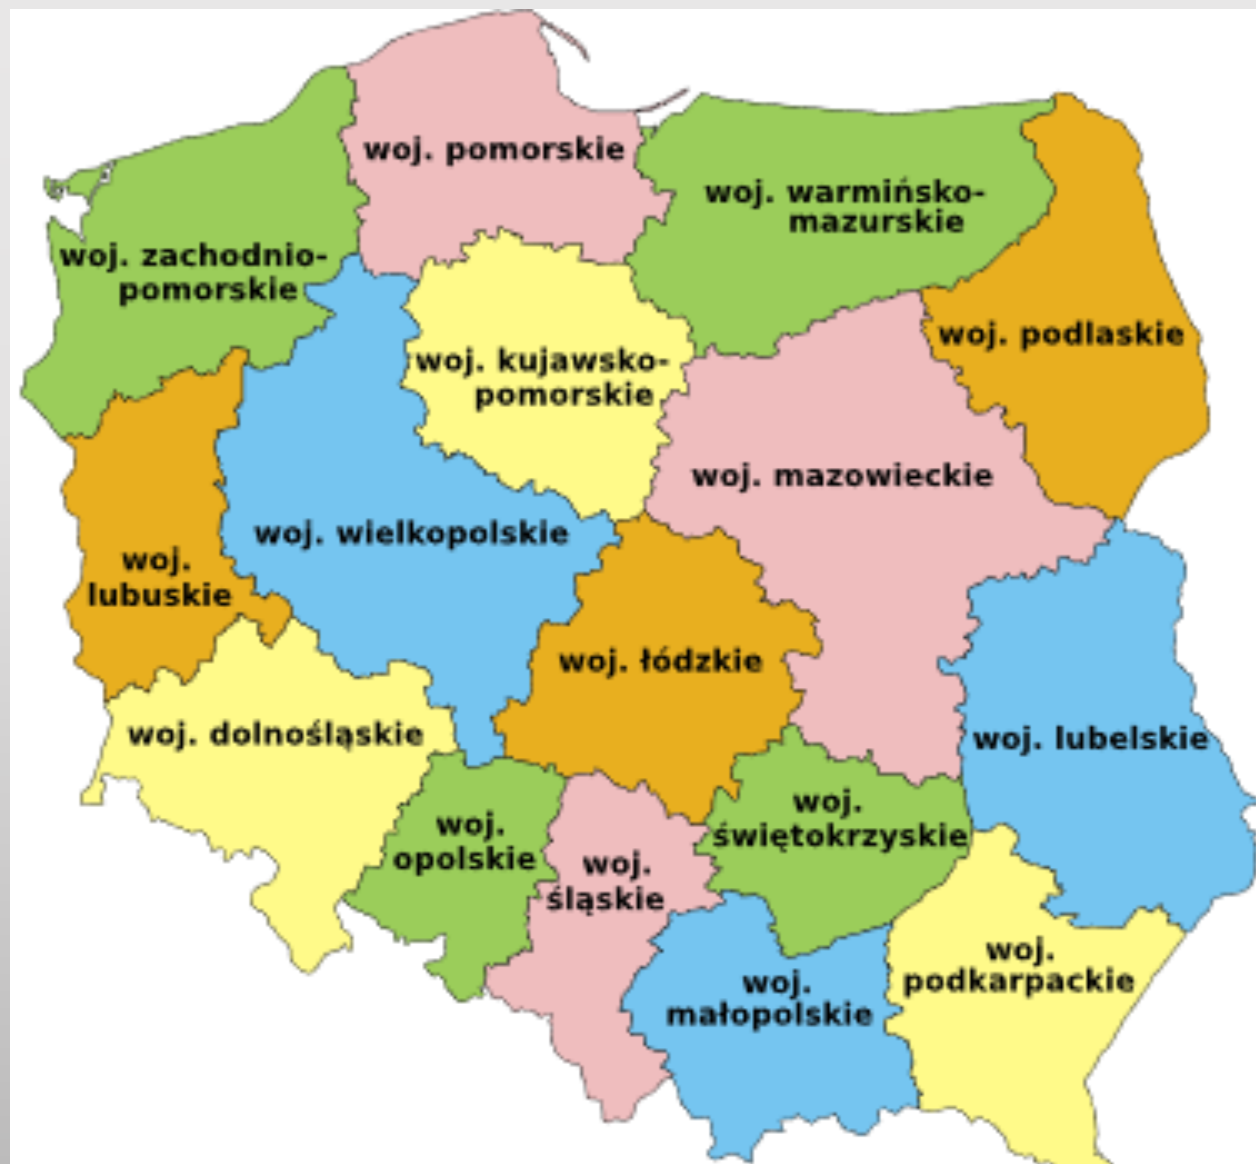 woj. pomorskie
woj. warmińsko-
mazurskie
woj. zachodnio-
pomorskie
woj. podlaskie
woj. kujawsko-
pomorskie
woj. mazowieckie
woj. wielkopolskie
woj.
lubuskie
woj. łódzkie
woj. dolnośląskie
woj. lubelskie
woj.
opolskie
woj.
śląskie
woj.
świętokrzyskie
woj.
małopolskie
woj.
podkarpackie